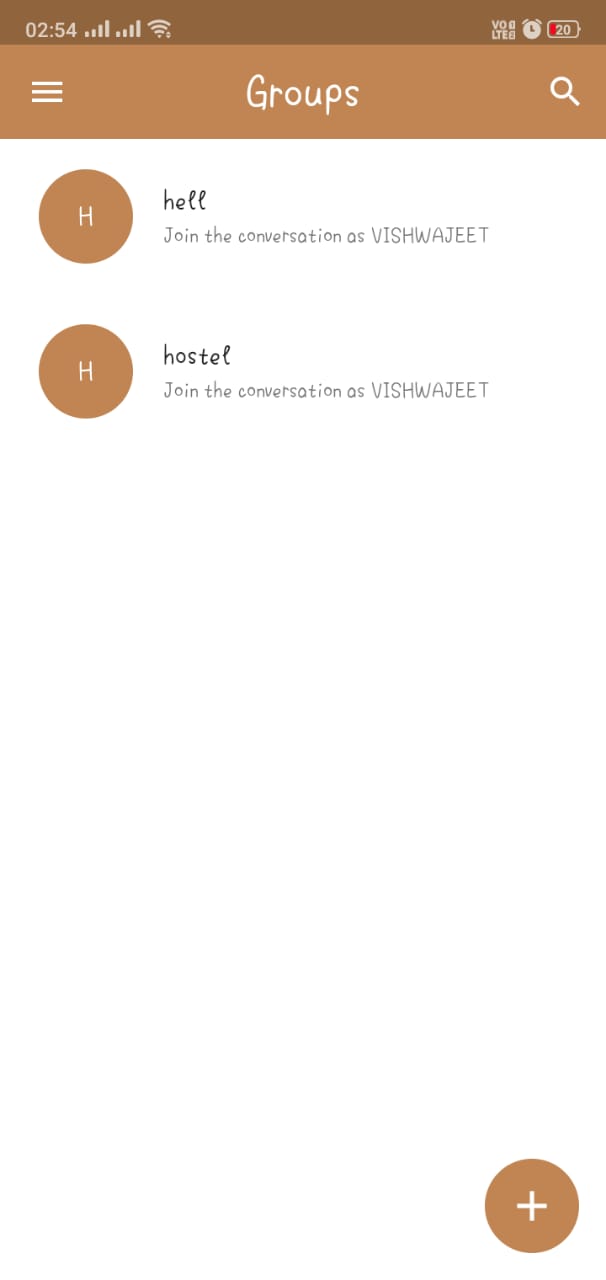 02:54
VO LTE
20
Groups
H
hell
Join the conversation as VISHWAJEET
H
hostel
Join the conversation as VISHWAJEET